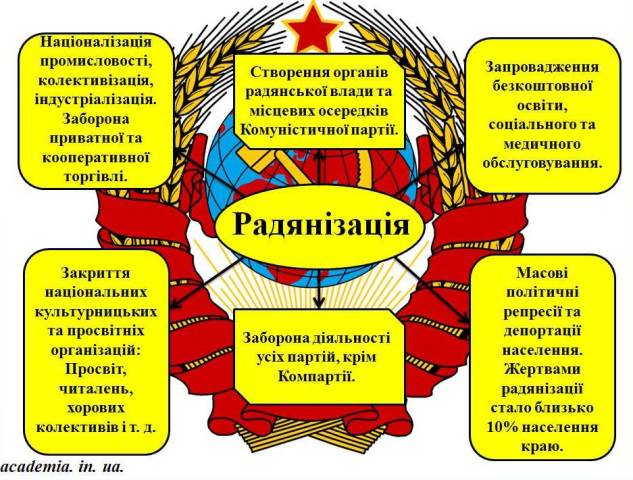 Націоналізація
промисловості,
колективізація,
індустріалізація.
Заборона
приватної та
кооперативної
торгівлі.
Створення органів
радянської влади та
місцевих осередків
Комуністичної партії.
Запровадження
безкоштовної
освіти,
соціального та
медичного
обслуговування.
Радянізація
Закриття
національних
культурницьких
та просвітніх
організацій:
Просвіт,
читалень,
хорових
колективів і т. д.
Заборона діяльності
усіх партій, крім
Компартії.
Масові
політичні
репресії та
депортації
населення.
Жертвами
радянізації
стало близько
10% населення
краю.
academia. in. ua.